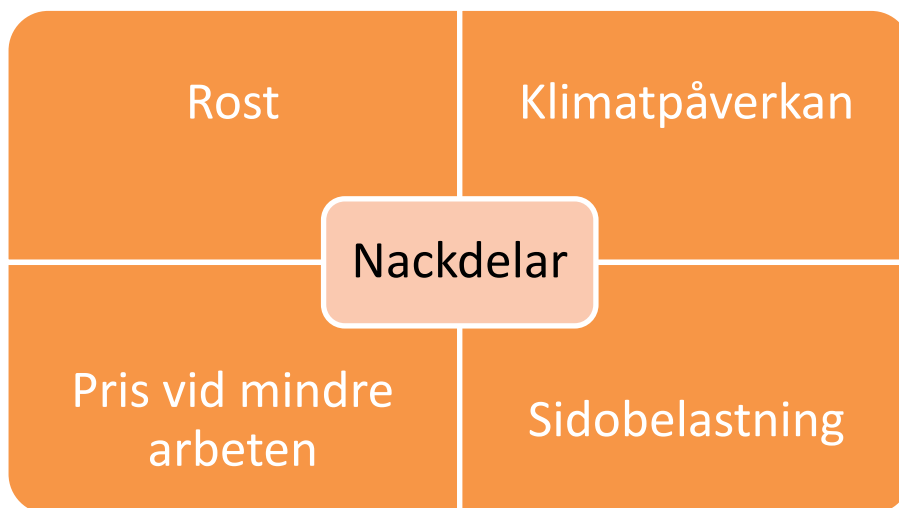 Rost
Klimatpåverkan
Nackdelar
Pris vid mindre
arbeten
Sidobelastning